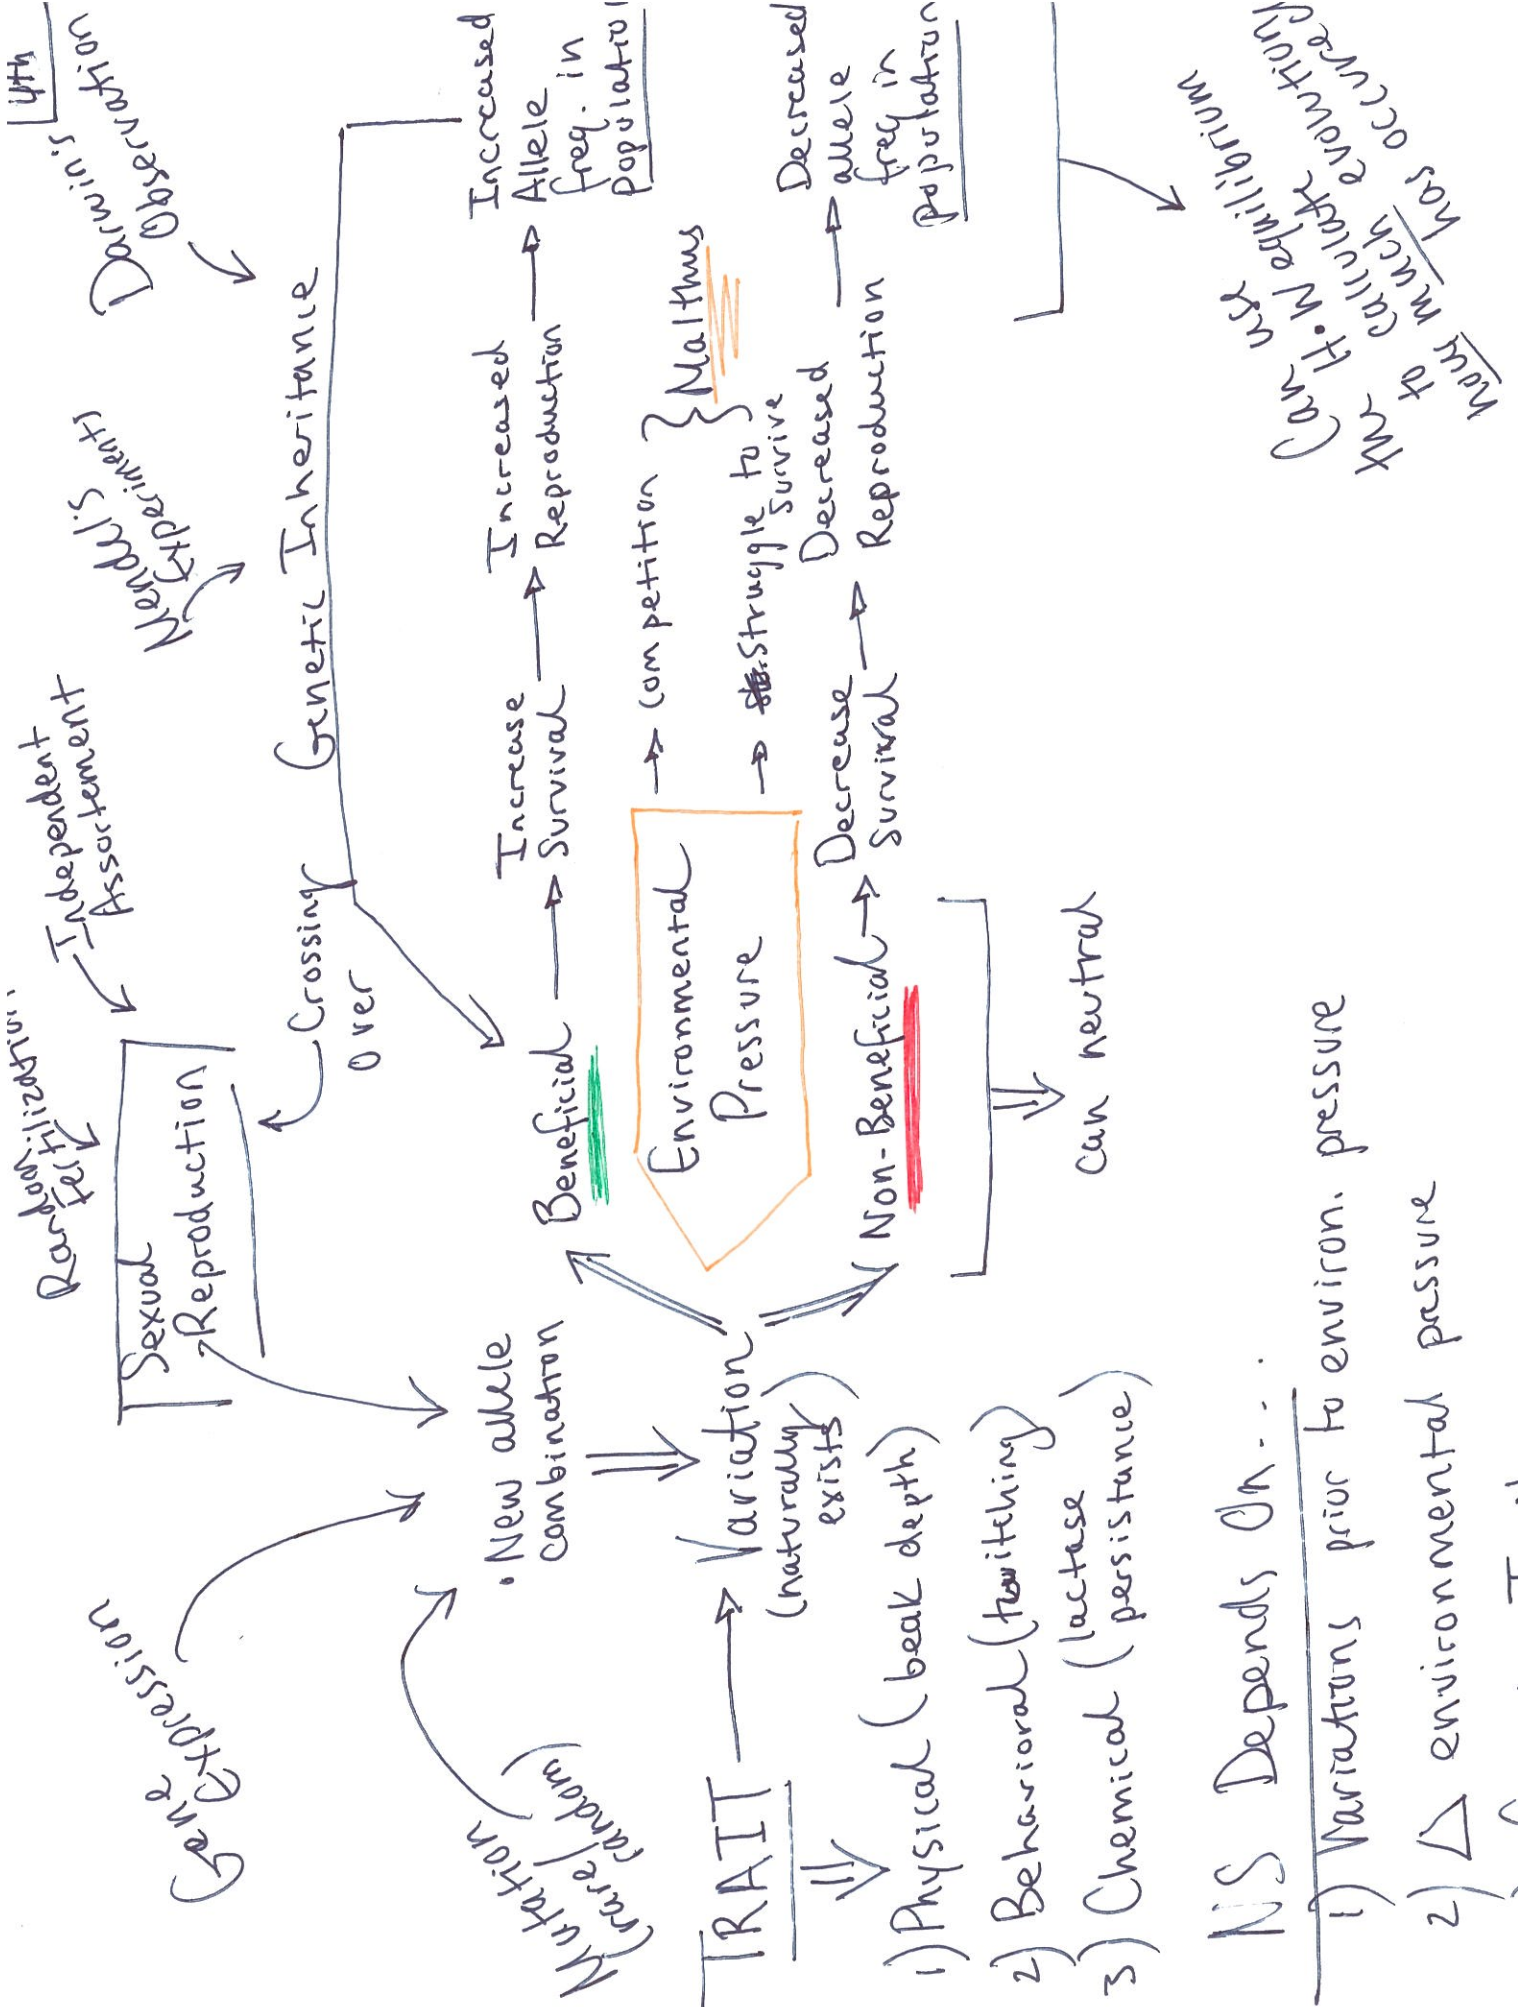 4th
Darwin's
Observation
Mendel's
Experiments
Independent
Assortement
Random
Fertilization
Sexual
Reproduction
Crossing
over
Genetic Inheritance
Gene
Expression
Mutation
(rare/
random)
• New allele
combination
TRAIT
Variation
(naturally
exists)
Beneficial
Increase
Survival
Increased
Reproduction
Increased
Allele
freq. in
population
Environmental
Pressure
competition
struggle to
survive
Malthus
Non-Beneficial
Decrease
Survival
Decreased
Reproduction
Decreased
allele
freq in
population
can neutral
1) Physical (beak depth)
2) Behavioral (twitching)
3) Chemical (lactase
persistance)
Can use
the H.W equilibrium
to calculate
how much evolution
has occured
NS Depends On...
1) Variations prior to environ. pressure
2) △ environmental pressure